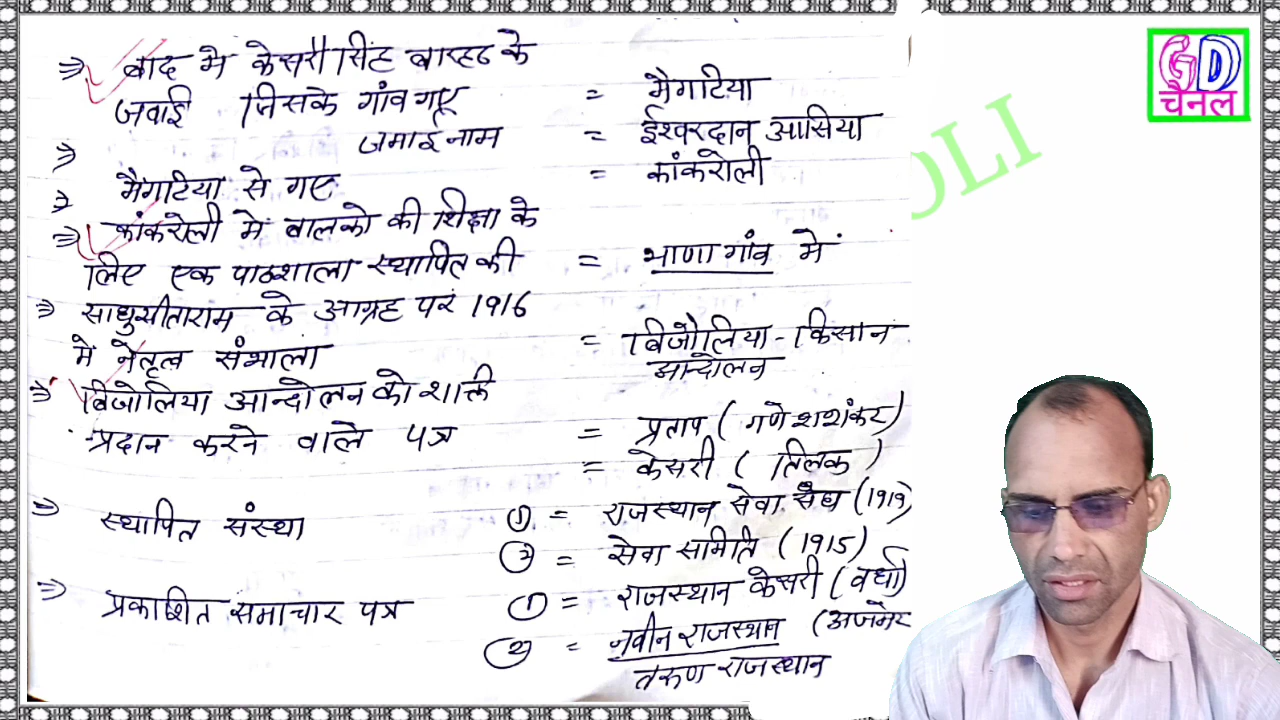 ⇒ बाद मे केसरी सिंह बारहट के
जवाई जिसके गांव गए = मैगटिया
⇒ जमाई नाम = ईश्वरदान आसिया
⇒ मैगटिया से गए = कांकरोली
⇒ कांकरोली में बालको की शिक्षा के
लिए एक पाठशाला स्थापित की = भाणा गांव में
⇒ साधु सीताराम के आग्रह पर 1916
मे नेतृत्व संभाला = बिजौलिया - किसान
आन्दोलन
⇒ बिजोलिया आन्दोलन को शक्ति
प्रदान करने वाले पत्र = प्रताप ( गणेश शंकर)
= केसरी ( तिलक )
⇒ स्थापित संस्था ① = राजस्थान सेवा संघ (1919)
② = सेवा समिति (1915)
⇒ प्रकाशित समाचार पत्र ① = राजस्थान केसरी ( वर्धा)
② = नवीन राजस्थान (अजमेर
तरुण राजस्थान
GD
चैनल
OLI